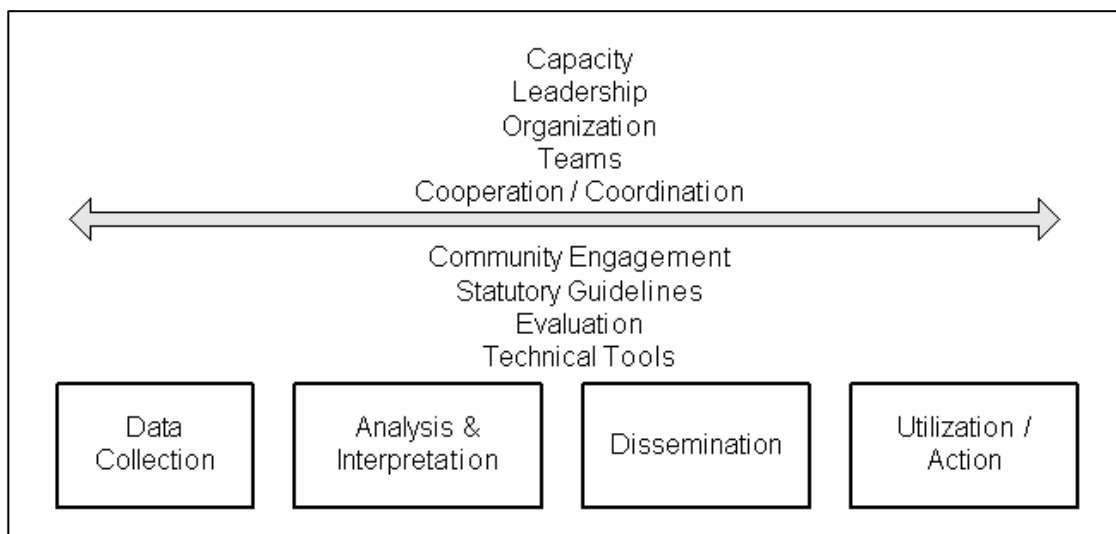 Capacity
Leadership
Organization
Teams
Cooperation / Coordination
Community Engagement
Statutory Guidelines
Evaluation
Technical Tools
Data
Collection
Analysis &
Interpretation
Dissemination
Utilization /
Action